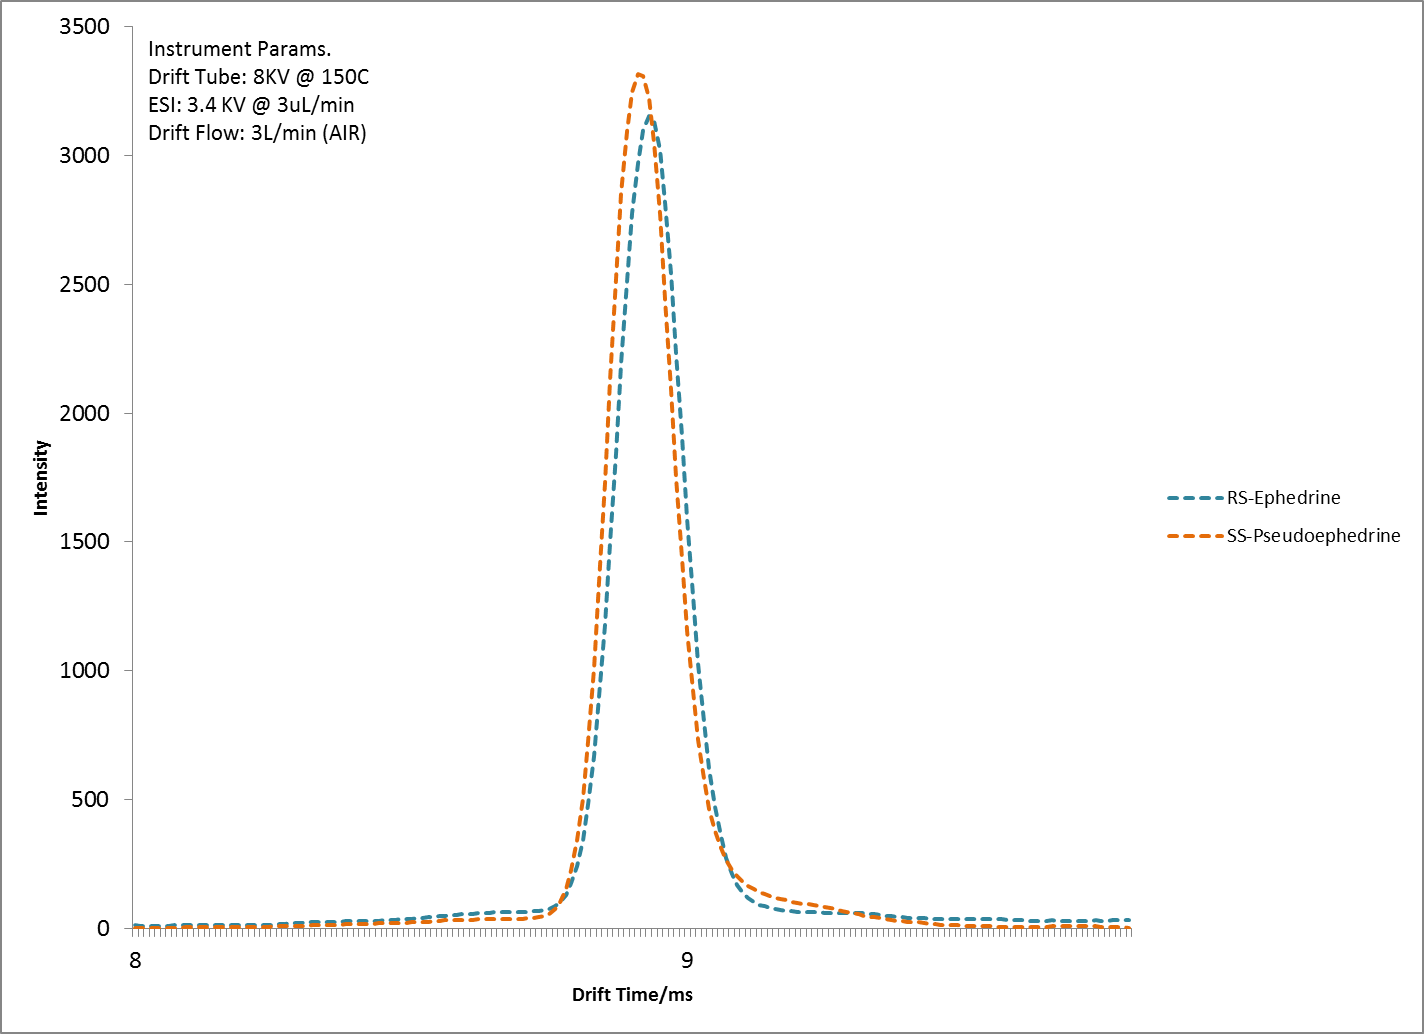 3500
Instrument Params.
Drift Tube: 8KV @ 150C
ESI: 3.4 KV @ 3uL/min
Drift Flow: 3L/min (AIR)
3000
2500
2000
1500
1000
500
0
Intensity
8
9
Drift Time/ms
RS-Ephedrine
SS-Pseudoephedrine